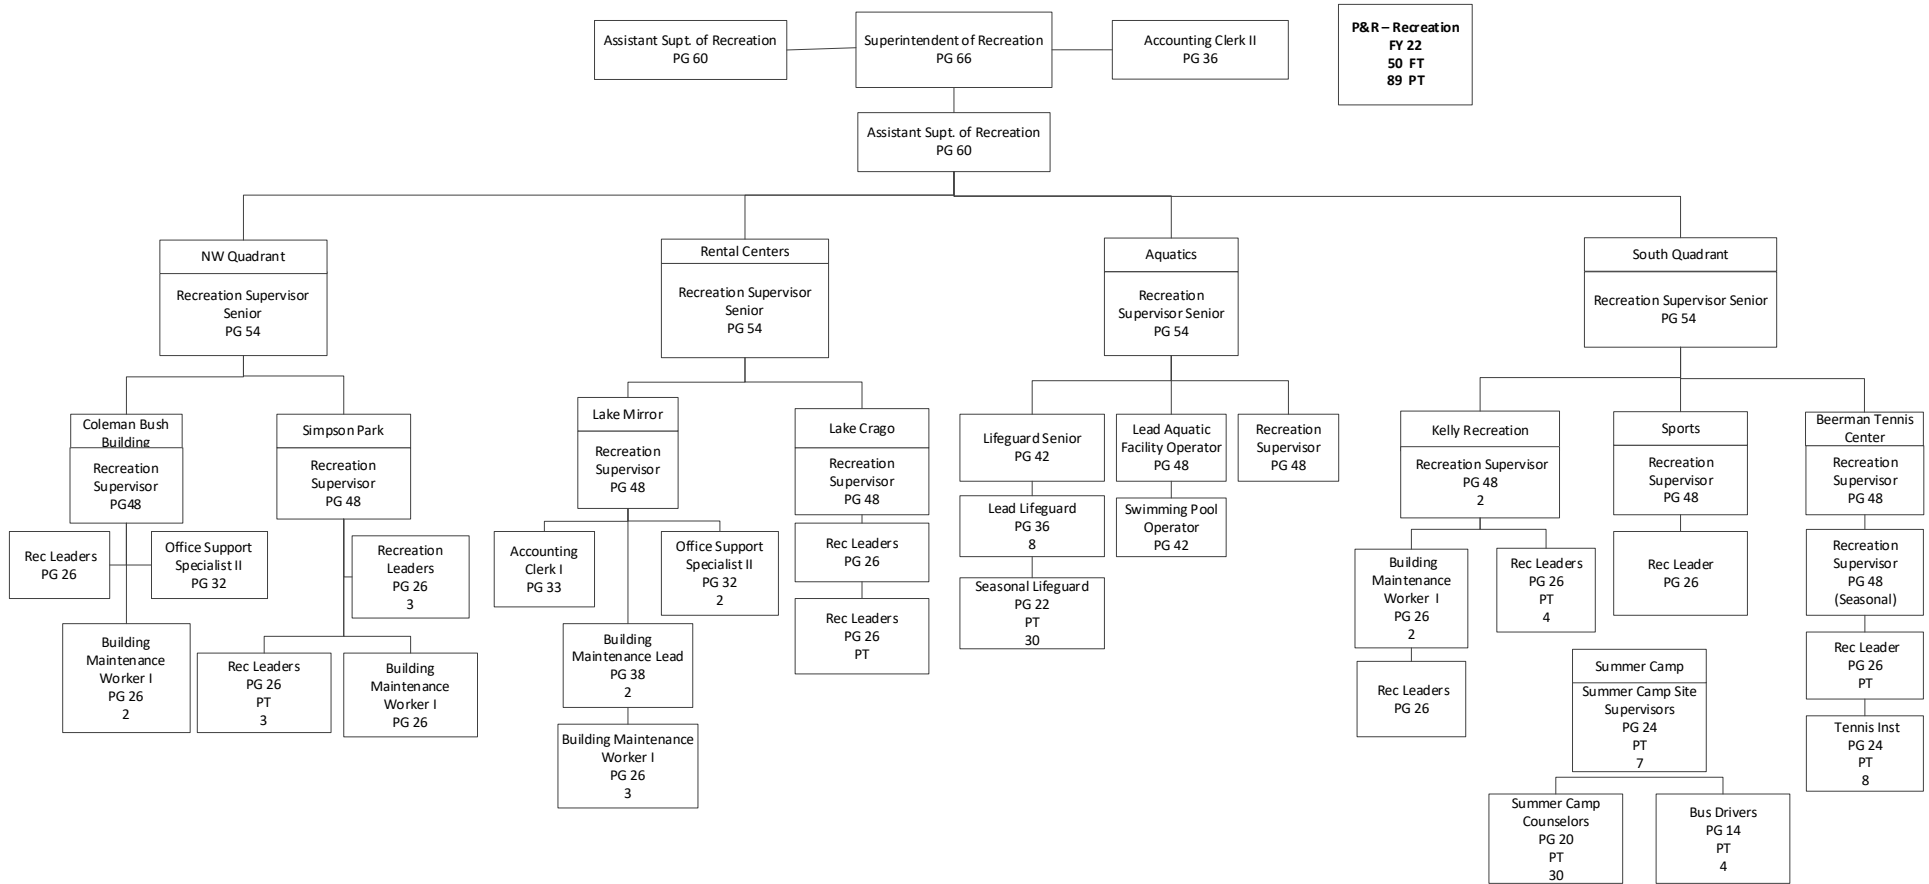 Assistant Supt. of Recreation
PG 60
Superintendent of Recreation
PG 66
Accounting Clerk II
PG 36
P&R – Recreation
FY 22
50 FT
89 PT
Assistant Supt. of Recreation
PG 60
NW Quadrant
Recreation Supervisor
Senior
PG 54
Rental Centers
Recreation Supervisor
Senior
PG 54
Aquatics
Recreation
Supervisor Senior
PG 54
South Quadrant
Recreation Supervisor Senior
PG 54
Coleman Bush
Building
Recreation
Supervisor
PG48
Rec Leaders
PG 26
Office Support
Specialist II
PG 32
Building
Maintenance
Worker I
PG 26
2
Simpson Park
Recreation
Supervisor
PG 48
Recreation
Leaders
PG 26
3
Rec Leaders
PG 26
PT
3
Building
Maintenance
Worker I
PG 26
Lake Mirror
Recreation
Supervisor
PG 48
Accounting
Clerk I
PG 33
Office Support
Specialist II
PG 32
2
Building
Maintenance Lead
PG 38
2
Building Maintenance
Worker I
PG 26
3
Lake Crago
Recreation
Supervisor
PG 48
Rec Leaders
PG 26
Rec Leaders
PG 26
PT
Lifeguard Senior
PG 42
Lead Lifeguard
PG 36
8
Seasonal Lifeguard
PG 22
PT
30
Lead Aquatic
Facility Operator
PG 48
Swimming Pool
Operator
PG 42
Recreation
Supervisor
PG 48
Kelly Recreation
Recreation Supervisor
PG 48
2
Building
Maintenance
Worker I
PG 26
2
Rec Leaders
PG 26
Rec Leaders
PG 26
PT
4
Sports
Recreation
Supervisor
PG 48
Rec Leader
PG 26
Beerman Tennis
Center
Recreation
Supervisor
PG 48
Recreation
Supervisor
PG 48
(Seasonal)
Rec Leader
PG 26
PT
Tennis Inst
PG 24
PT
8
Summer Camp
Summer Camp Site
Supervisors
PG 24
PT
7
Summer Camp
Counselors
PG 20
PT
30
Bus Drivers
PG 14
PT
4